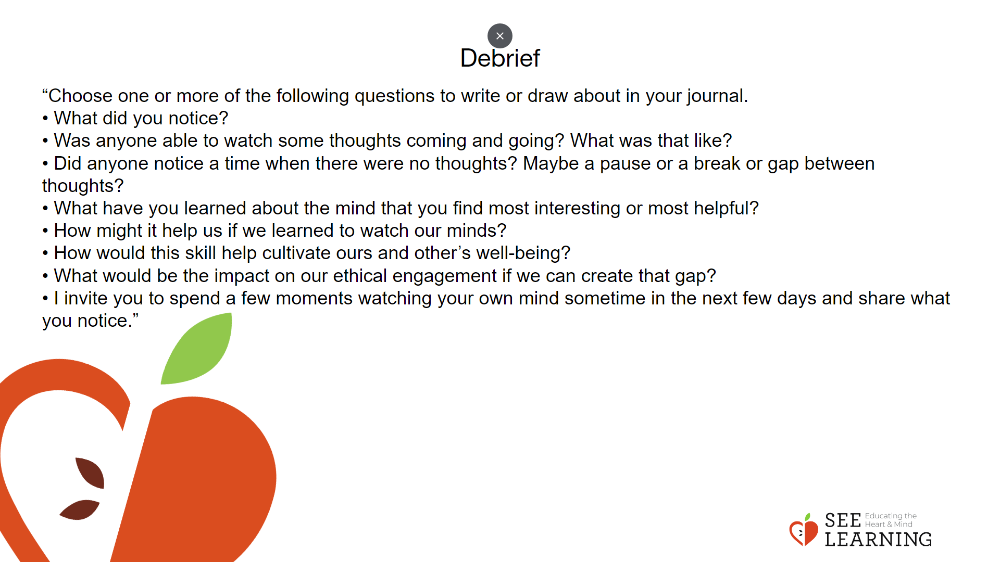 Debrief
“Choose one or more of the following questions to write or draw about in your journal.
• What did you notice?
• Was anyone able to watch some thoughts coming and going? What was that like?
• Did anyone notice a time when there were no thoughts? Maybe a pause or a break or gap between
thoughts?
• What have you learned about the mind that you find most interesting or most helpful?
• How might it help us if we learned to watch our minds?
• How would this skill help cultivate ours and other’s well-being?
• What would be the impact on our ethical engagement if we can create that gap?
• I invite you to spend a few moments watching your own mind sometime in the next few days and share what
you notice.”
SEE Educating the
Heart & Mind
LEARNING